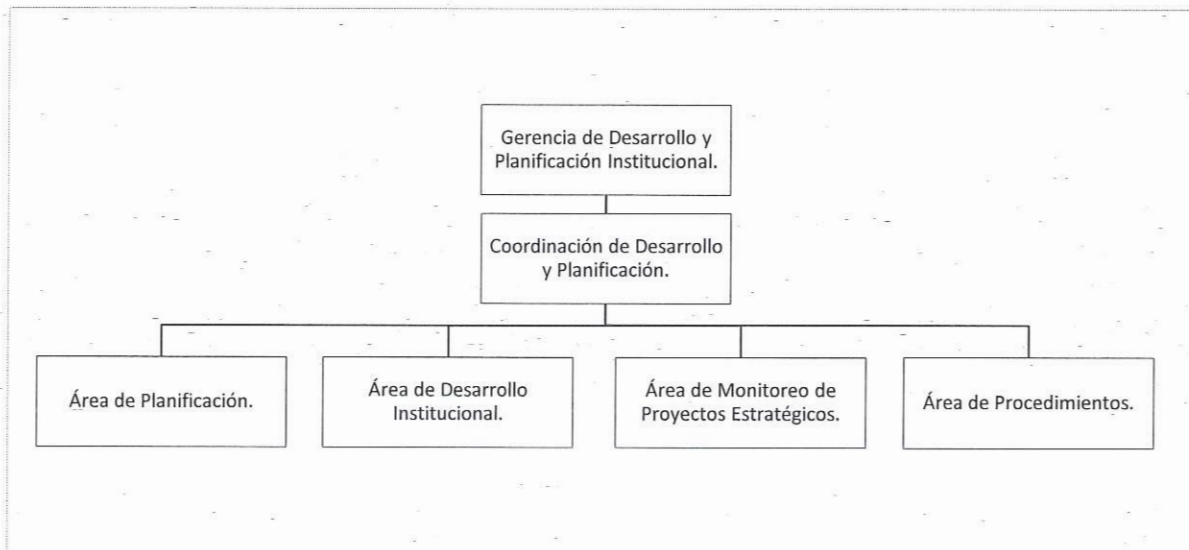 Gerencia de Desarrollo y
Planificación Institucional.
Coordinación de Desarrollo
y Planificación.
Área de Planificación.
Área de Desarrollo
Institucional.
Área de Monitoreo de
Proyectos Estratégicos.
Área de Procedimientos.